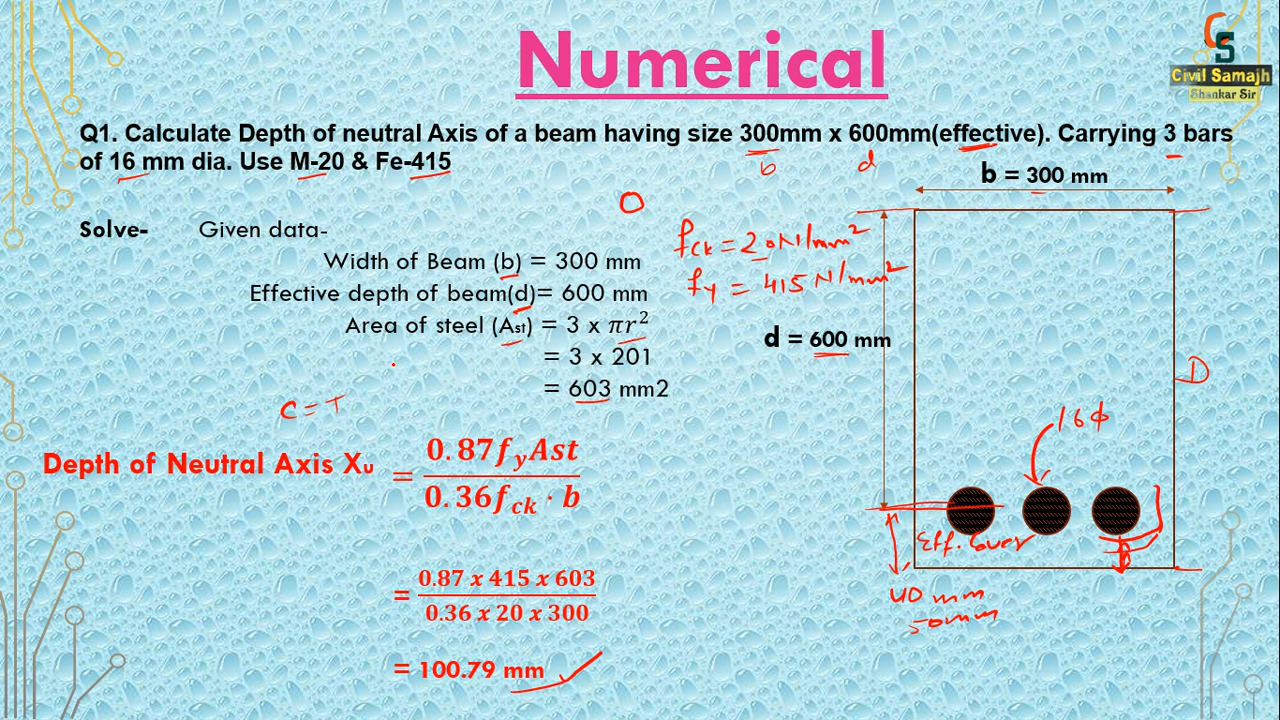 Numerical
CS
Civil Samajh
Shankar Sir
Q1. Calculate Depth of neutral Axis of a beam having size 300mm x 600mm(effective). Carrying 3 bars
of 16 mm dia. Use M-20 & Fe-415
b
d
b = 300 mm
Solve- Given data-
Width of Beam (b) = 300 mm
Effective depth of beam(d)= 600 mm
Area of steel (Ast) = 3 x πr²
= 3 x 201
= 603 mm2
fck = 20N/mm²
fy = 415 N/mm²
d = 600 mm
D
C = T
16ϕ
Depth of Neutral Axis Xu = 0.87fyAst
0.36fck · b
= 0.87 x 415 x 603
0.36 x 20 x 300
= 100.79 mm
Eff. Cover
40 mm
50mm